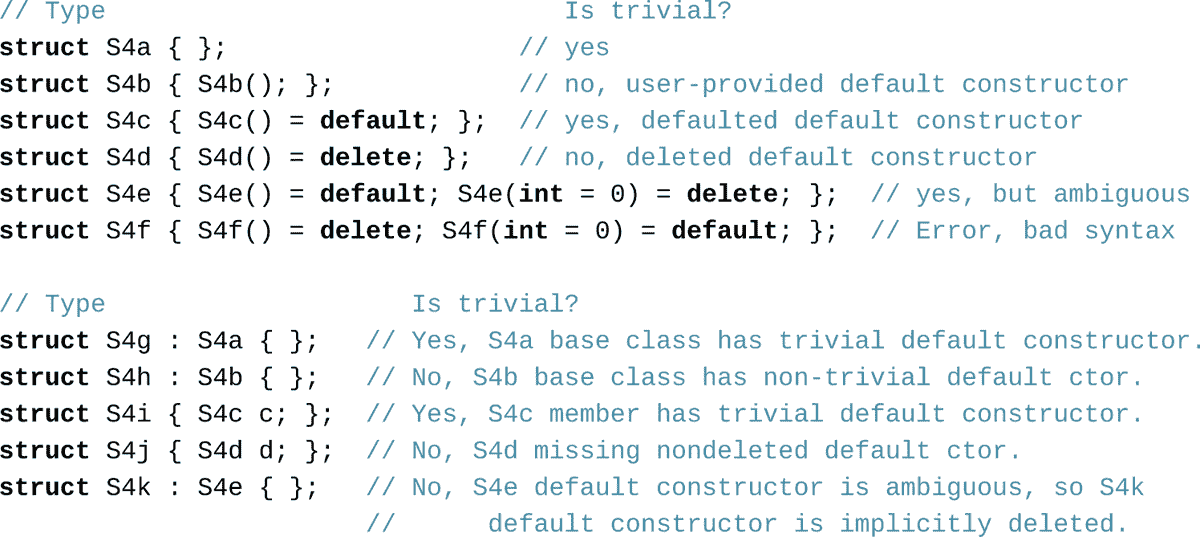 // Type                              Is trivial?
struct S4a { };                   // yes
struct S4b { S4b(); };            // no, user-provided default constructor
struct S4c { S4c() = default; };  // yes, defaulted default constructor
struct S4d { S4d() = delete; };   // no, deleted default constructor
struct S4e { S4e() = default; S4e(int = 0) = delete; };  // yes, but ambiguous
struct S4f { S4f() = delete; S4f(int = 0) = default; };  // Error, bad syntax

// Type                    Is trivial?
struct S4g : S4a { };   // Yes, S4a base class has trivial default constructor.
struct S4h : S4b { };   // No, S4b base class has non-trivial default ctor.
struct S4i { S4c c; };  // Yes, S4c member has trivial default constructor.
struct S4j { S4d d; };  // No, S4d missing nondeleted default ctor.
struct S4k : S4e { };   // No, S4e default constructor is ambiguous, so S4k
                        //      default constructor is implicitly deleted.